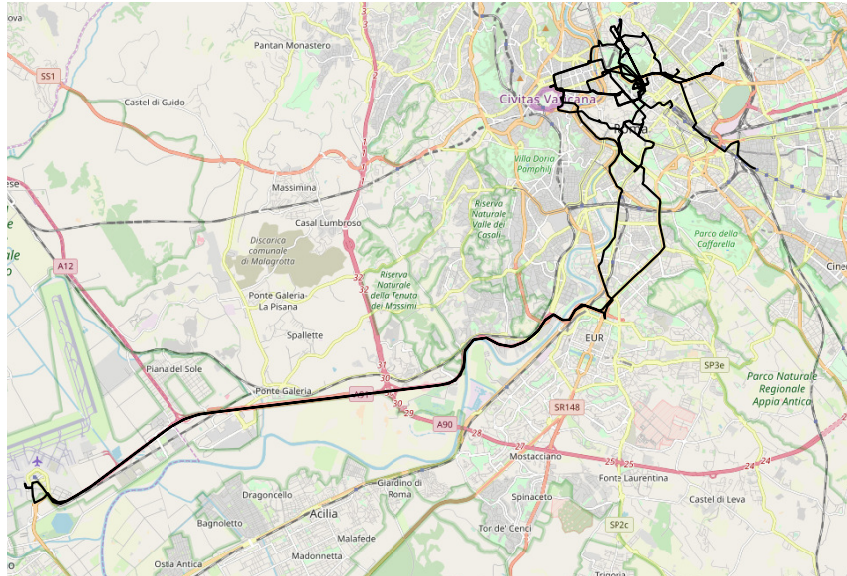 Pantan Monastero
SS1
Castel di Guido
Civitas Vaticana
Roma
Villa Doria
Pamphilj
Massimina
Riserva
Naturale
Valle dei
Casali
Casal Lumbroso
Parco della
Caffarella
Discarica
comunale
di Malagrotta
A12
Riserva
Naturale
della Tenuta
dei Massimi
32
32
Ponte Galeria
La Pisana
Spallette
EUR
31
30
Piana del Sole
SP3e
Parco Naturale
Regionale
Appia Antica
Ponte Galeria
A91
30
29
SR148
A90
28
27
25
25
24
24
Mostacciano
Fonte Laurentina
Giardino di
Roma
Dragoncello
Spinaceto
Castel di Leva
Acilia
Bagnoletto
SP2c
Tor de' Cenci
Malafede
Madonnetta
Osta Antica
Trigoria